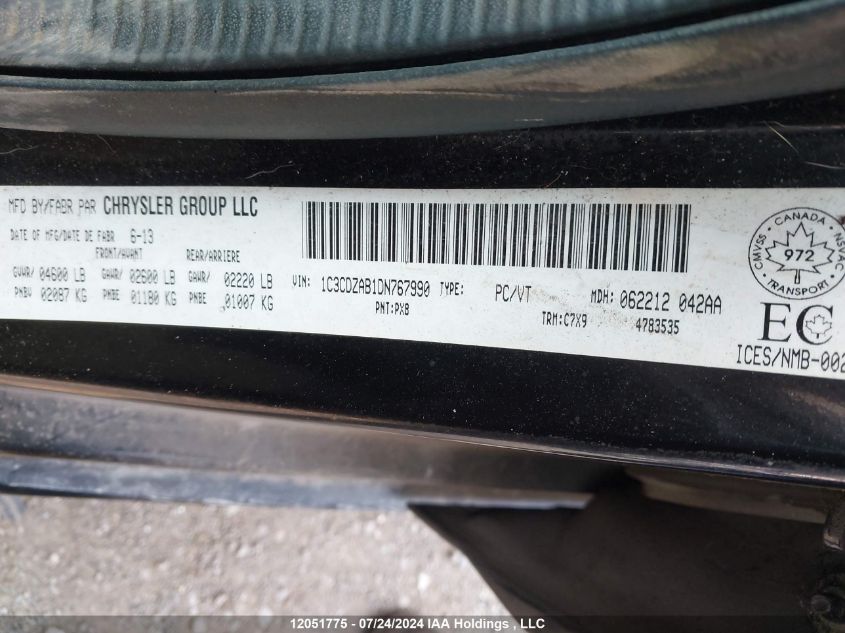 MFD BY/FABR PAR CHRYSLER GROUP LLC
DATE OF MFG/DATE DE FABR 6-13
FRONT/AVANT REAR/ARRIERE
GVWR/ 04600 LB GAWR/ 02600 LB GAWR/ 02220 LB
PNBV 02087 KG PNBE 01180 KG PNBE 01007 KG
VIN: 1C3CDZAB1DN767990 TYPE: PC/VT MDH: 062212 042AA
PNT:PXB TRM:C7X9 4783535
CMVSS · CANADA · NSVAC
972
TRANSPORT
EC
ICES/NMB-002
12051775 - 07/24/2024 IAA Holdings , LLC